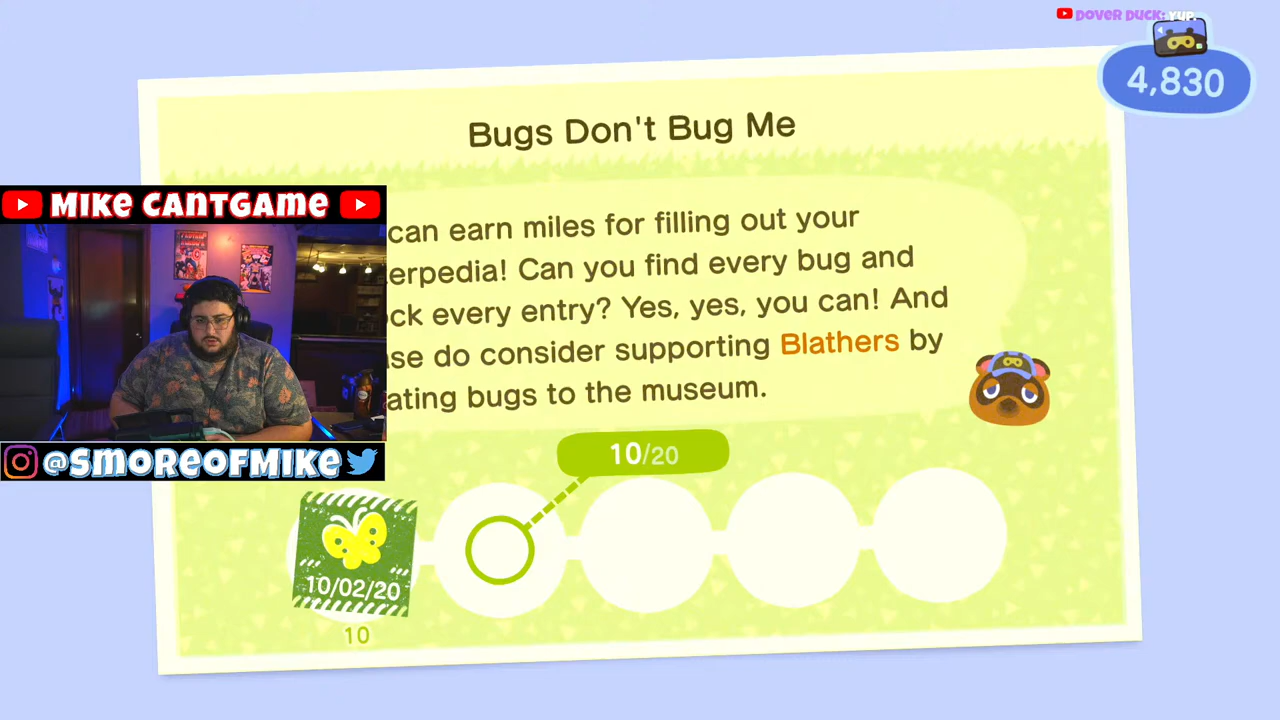 DOVER DUCK: YUP.
4,830
Bugs Don't Bug Me
MIKE CANTGAME
can earn miles for filling out your
erpedia! Can you find every bug and
ck every entry? Yes, yes, you can! And
se do consider supporting Blathers by
ating bugs to the museum.
@SMOREOFMIKE
10/20
10/02/20
10